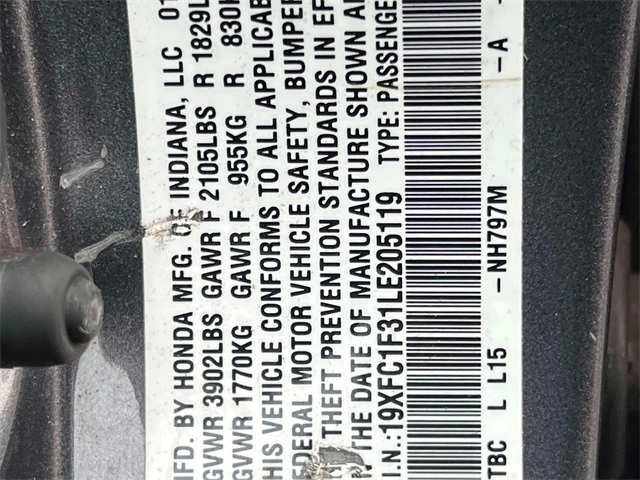 MFD. BY HONDA MFG. OF INDIANA, LLC 01
GVWR 3902LBS GAWR F 2105LBS R 1829L
GVWR 1770KG GAWR F 955KG R 830K
THIS VEHICLE CONFORMS TO ALL APPLICAB
FEDERAL MOTOR VEHICLE SAFETY, BUMPER
THEFT PREVENTION STANDARDS IN EF
N THE DATE OF MANUFACTURE SHOWN A
I.N.:19XFC1F31LE205119 TYPE: PASSENGE
TBC L L15 -NH797M -A -